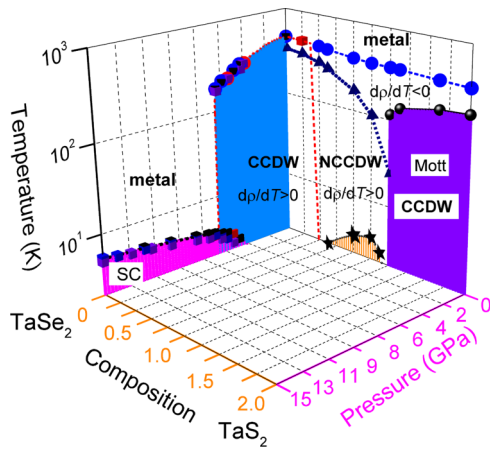 10³
metal
dρ/dT<0
Temperature (K)
10²
CCDW
NCCDW
Mott
metal
dρ/dT>0
dρ/dT>0
CCDW
10¹
SC
0
TaSe₂
0
0.5
1.0
1.5
2.0
Composition
TaS₂
15
13
11
9
8
6
4
2
0
Pressure (GPa)